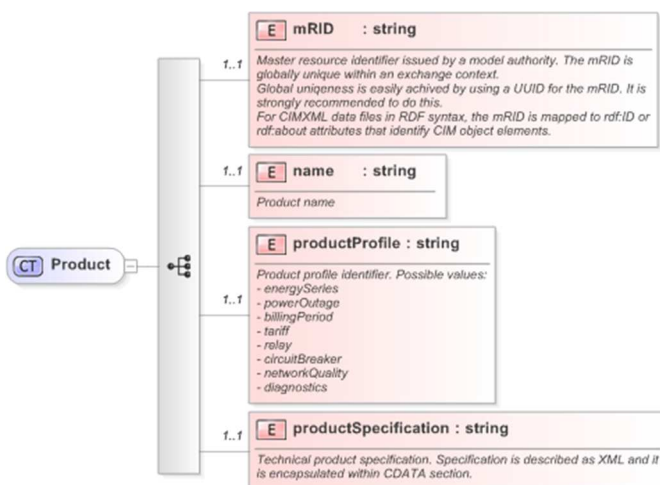 E mRID : string
1..1
Master resource identifier issued by a model authority. The mRID is
globally unique within an exchange context.
Global uniqeness is easily achived by using a UUID for the mRID. It is
strongly recommended to do this.
For CIMXML data files in RDF syntax, the mRID is mapped to rdf:ID or
rdf:about attributes that identify CIM object elements.
1..1
E name : string
Product name
CT Product
1..1
E productProfile : string
Product profile identifier. Possible values:
- energySeries
- powerOutage
- billingPeriod
- tariff
- relay
- circuitBreaker
- networkQuality
- diagnostics
1..1
E productSpecification : string
Technical product specification. Specification is described as XML and it
is encapsulated within CDATA section.